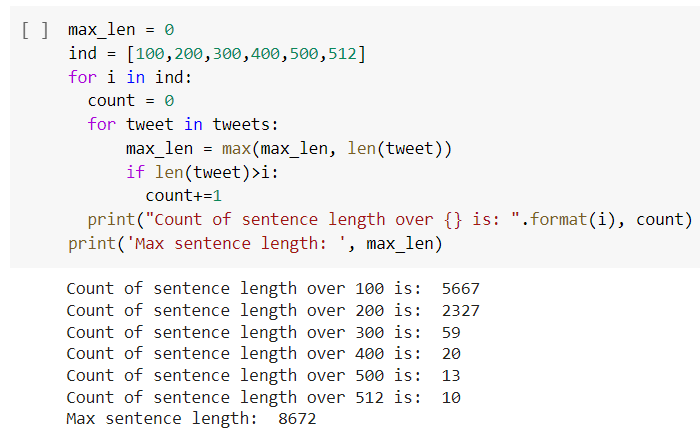 [ ] max_len = 0
ind = [100,200,300,400,500,512]
for i in ind:
  count = 0
  for tweet in tweets:
      max_len = max(max_len, len(tweet))
      if len(tweet)>i:
        count+=1
  print("Count of sentence length over {} is: ".format(i), count)
print('Max sentence length: ', max_len)
Count of sentence length over 100 is:  5667
Count of sentence length over 200 is:  2327
Count of sentence length over 300 is:  59
Count of sentence length over 400 is:  20
Count of sentence length over 500 is:  13
Count of sentence length over 512 is:  10
Max sentence length:  8672